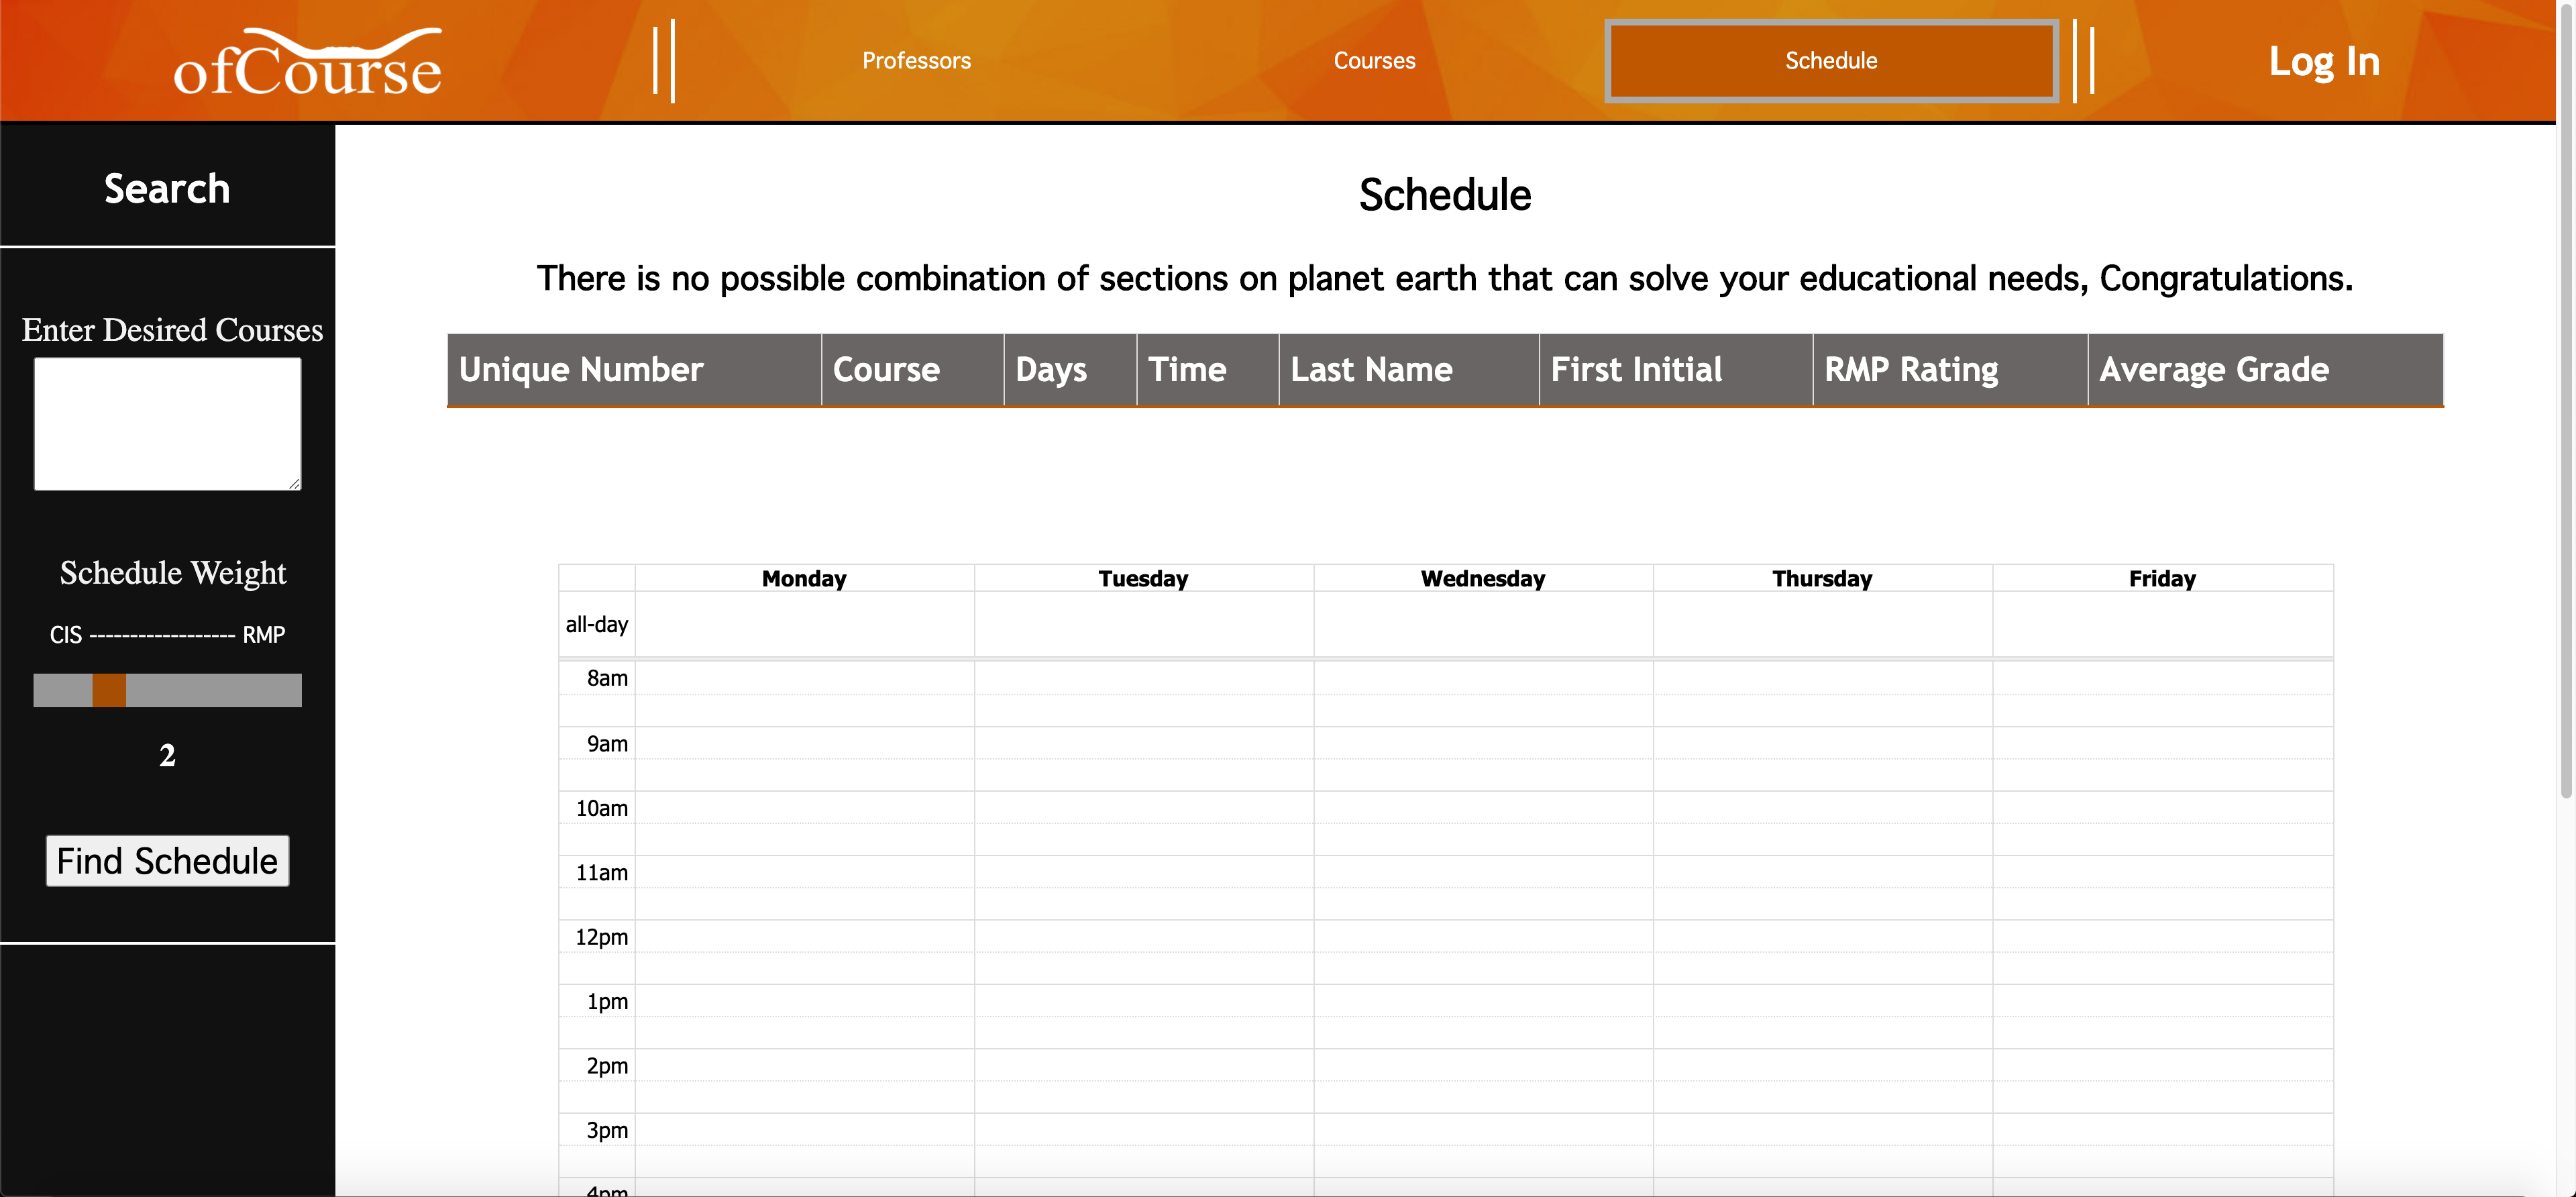 ofCourse
Professors
Courses
Schedule
Log In
Search
Enter Desired Courses
Schedule Weight
CIS ------------------ RMP
2
Find Schedule
Schedule
There is no possible combination of sections on planet earth that can solve your educational needs, Congratulations.
Unique Number Course Days Time Last Name First Initial RMP Rating Average Grade
Monday Tuesday Wednesday Thursday Friday
all-day
8am
9am
10am
11am
12pm
1pm
2pm
3pm
4pm